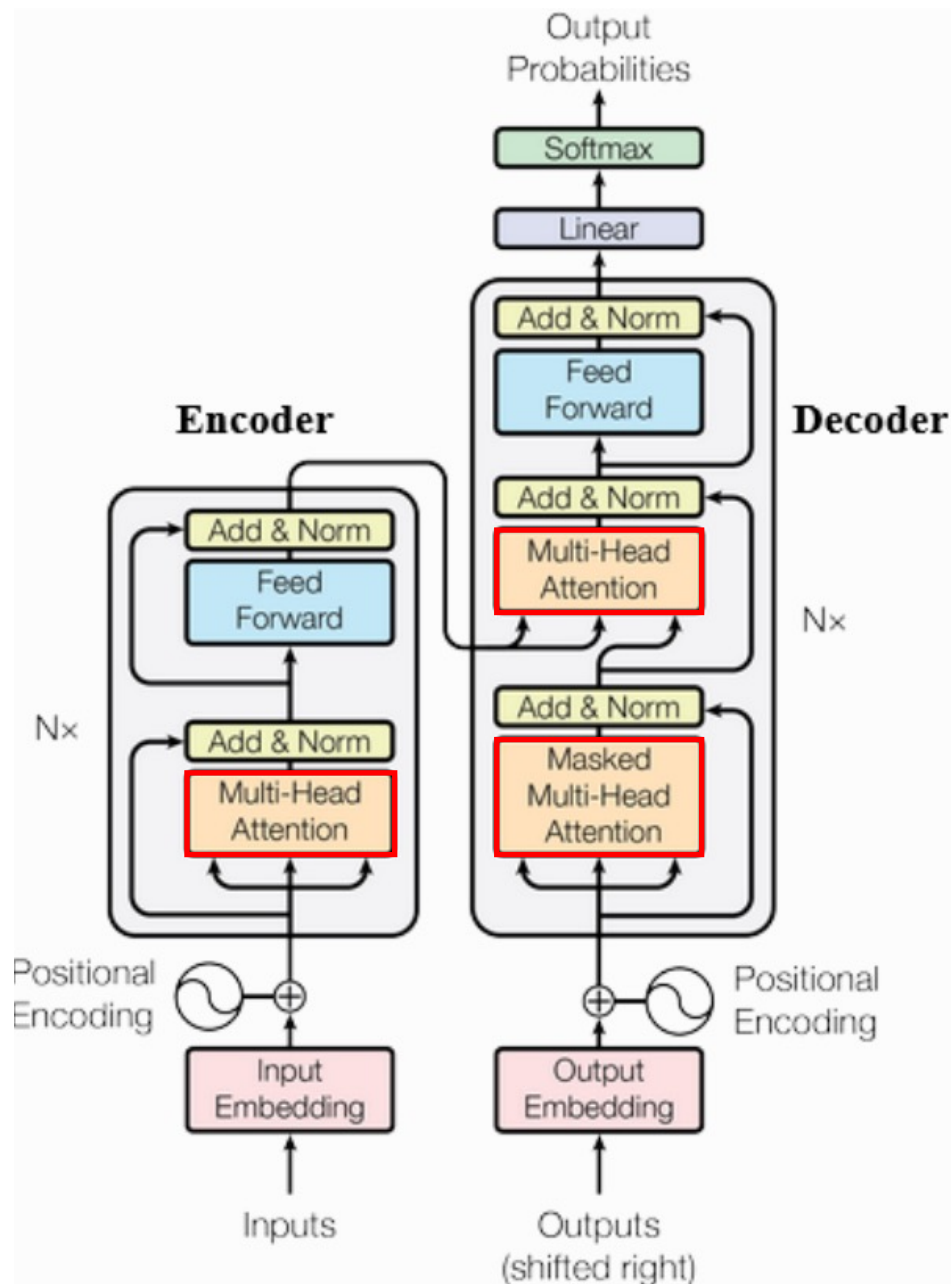 Output
Probabilities
Softmax
Linear
Add & Norm
Feed
Forward
Add & Norm
Multi-Head
Attention
Add & Norm
Masked
Multi-Head
Attention
Decoder
Nx
Encoder
Add & Norm
Feed
Forward
Add & Norm
Multi-Head
Attention
Nx
Positional
Encoding
Input
Embedding
Inputs
Positional
Encoding
Output
Embedding
Outputs
(shifted right)